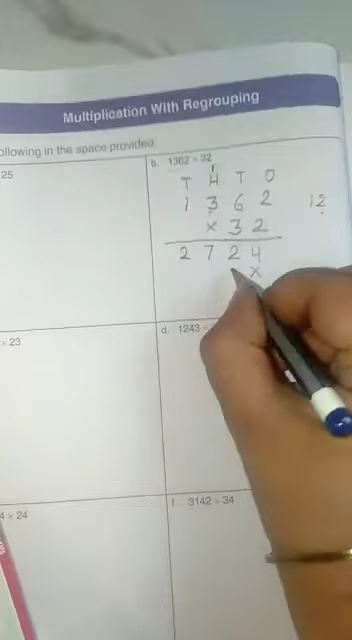 Multiplication With Regrouping
ollowing in the space provided.
25
b. 1362 × 32
1
T H T O
1 3 6 2
12
× 3 2
2 7 2 4
X
× 23
d. 1243 ×
4 × 24
f. 3142 × 34